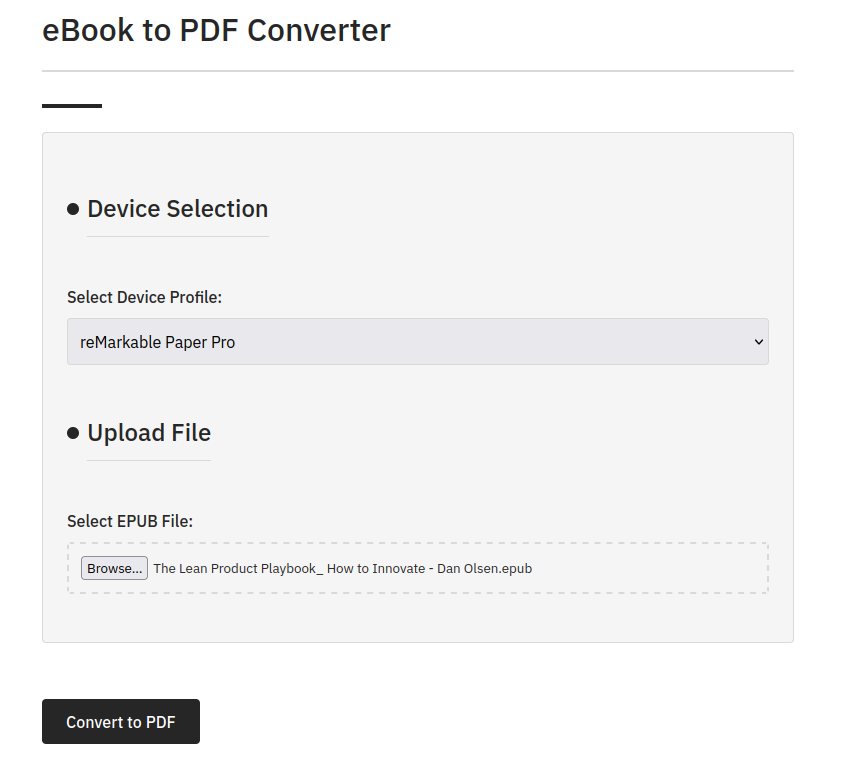 eBook to PDF Converter
Device Selection
Select Device Profile:
reMarkable Paper Pro
Upload File
Select EPUB File:
Browse... The Lean Product Playbook_ How to Innovate - Dan Olsen.epub
Convert to PDF